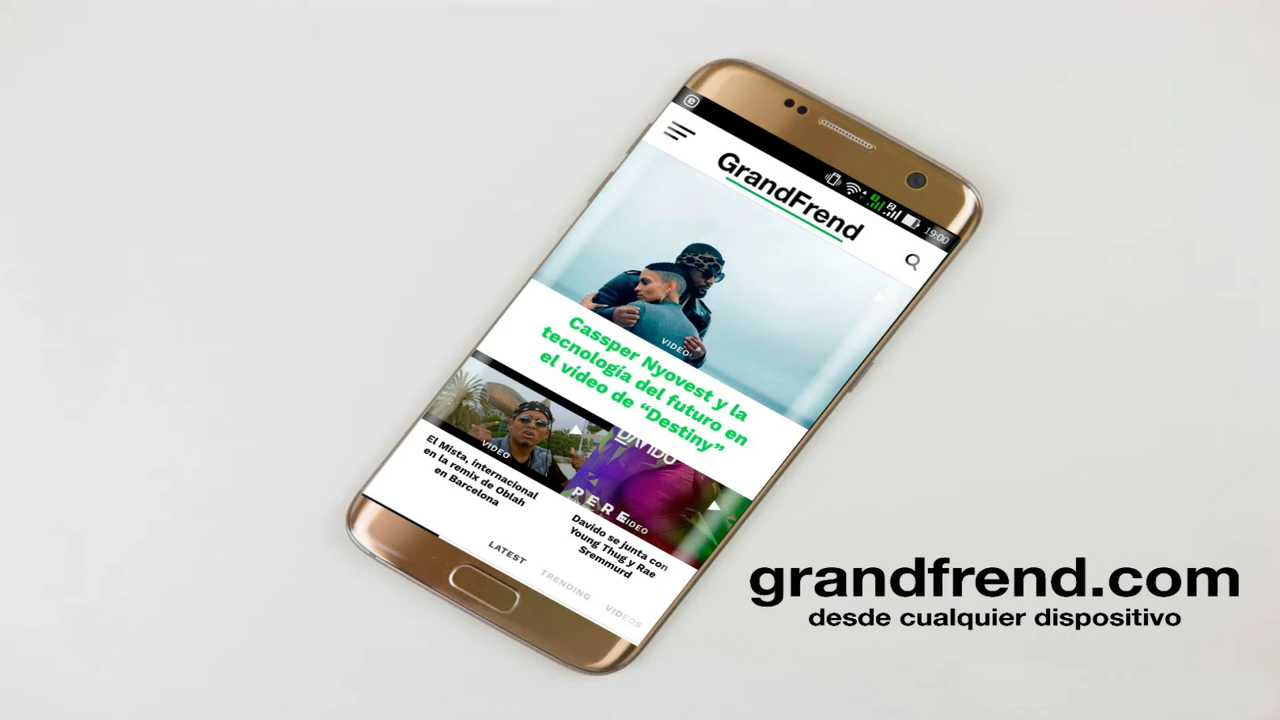 19:00
GrandFrend
VIDEO
Cassper Nyovest y la
tecnología del futuro en
el vídeo de “Destiny”
VIDEO
El Mista, internacional
en la remix de Oblah
en Barcelona
DAVIDO
RERE
VIDEO
Davido se junta con
Young Thug y Rae
Sremmurd
LATEST
TRENDING
VIDEOS
grandfrend.com
desde cualquier dispositivo